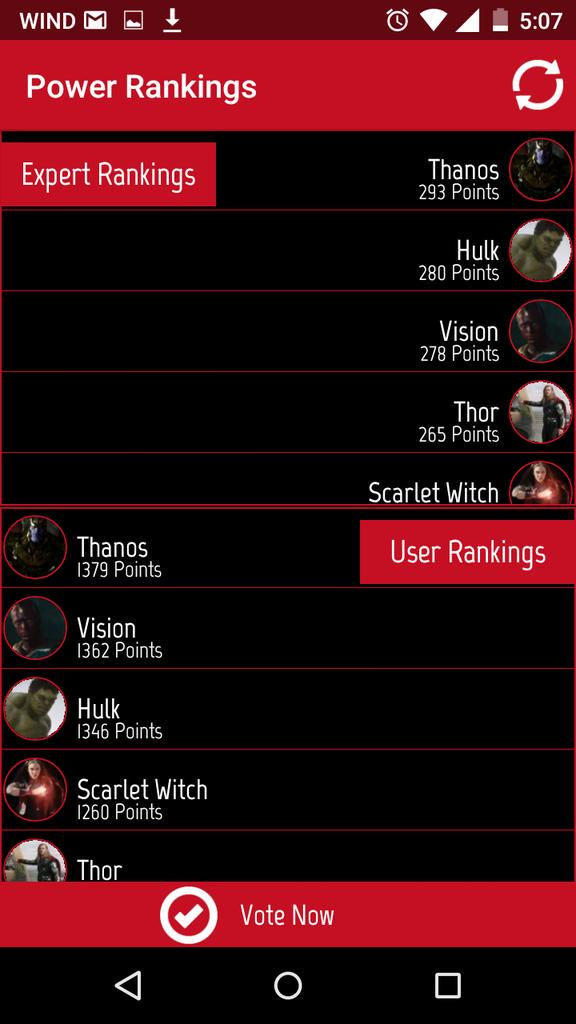 WIND
5:07
Power Rankings
Expert Rankings
Thanos
293 Points
Hulk
280 Points
Vision
278 Points
Thor
265 Points
Scarlet Witch
User Rankings
Thanos
1379 Points
Vision
1362 Points
Hulk
1346 Points
Scarlet Witch
1260 Points
Thor
Vote Now